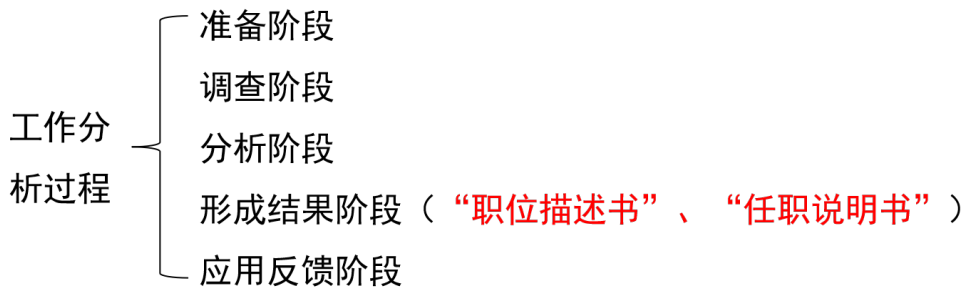 工作分
析过程
准备阶段
调查阶段
分析阶段
形成结果阶段（“职位描述书”、“任职说明书”）
应用反馈阶段